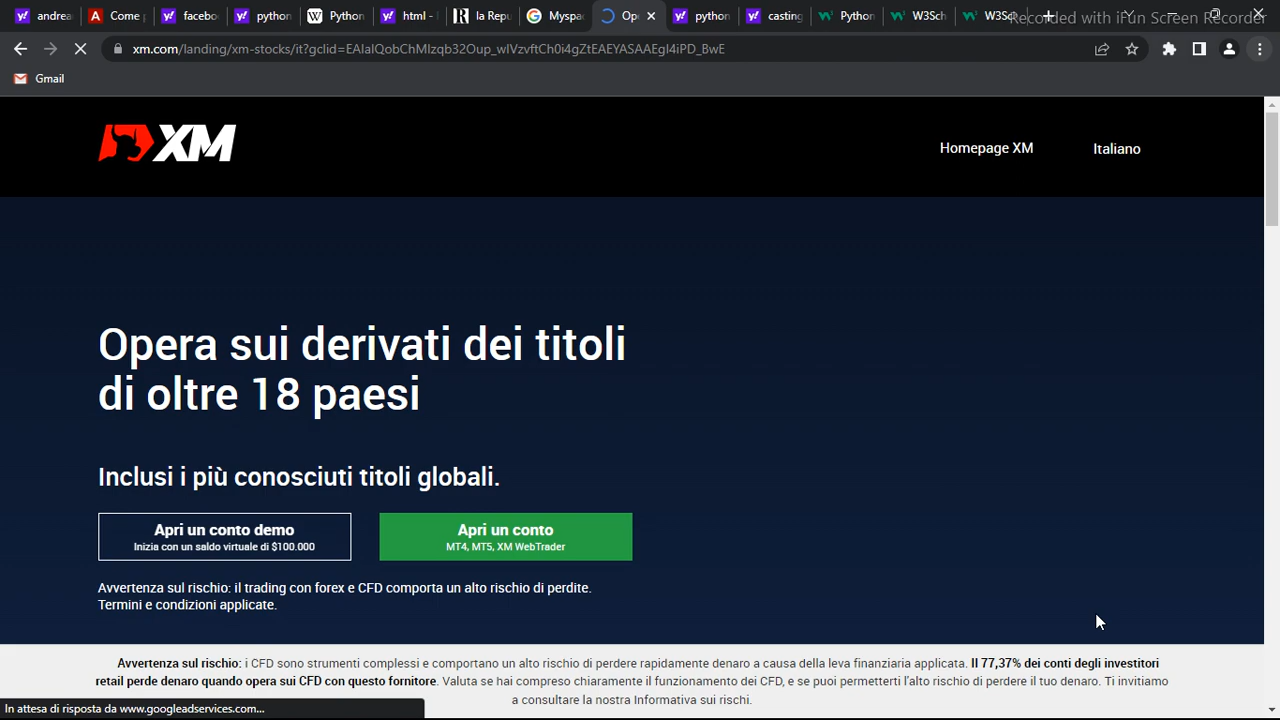 andrea
Come
facebo
python
Python
html -
la Repu
Myspa
Op
python
casting
Python
W3Sch
W3Sc
Recorded with iFun Screen Recorder
xm.com/landing/xm-stocks/it?gclid=EAIaIQobChMIzqb32Oup_wIVzvftCh0i4gZtEAEYASAAEgI4iPD_BwE
Gmail
XM
Homepage XM
Italiano
Opera sui derivati dei titoli
di oltre 18 paesi
Inclusi i più conosciuti titoli globali.
Apri un conto demo
Inizia con un saldo virtuale di $100.000
Apri un conto
MT4, MT5, XM WebTrader
Avvertenza sul rischio: il trading con forex e CFD comporta un alto rischio di perdite.
Termini e condizioni applicate.
Avvertenza sul rischio: i CFD sono strumenti complessi e comportano un alto rischio di perdere rapidamente denaro a causa della leva finanziaria applicata. Il 77,37% dei conti degli investitori
retail perde denaro quando opera sui CFD con questo fornitore. Valuta se hai compreso chiaramente il funzionamento dei CFD, e se puoi permetterti l'alto rischio di perdere il tuo denaro. Ti invitiamo
a consultare la nostra Informativa sui rischi.
In attesa di risposta da www.googleadservices.com...